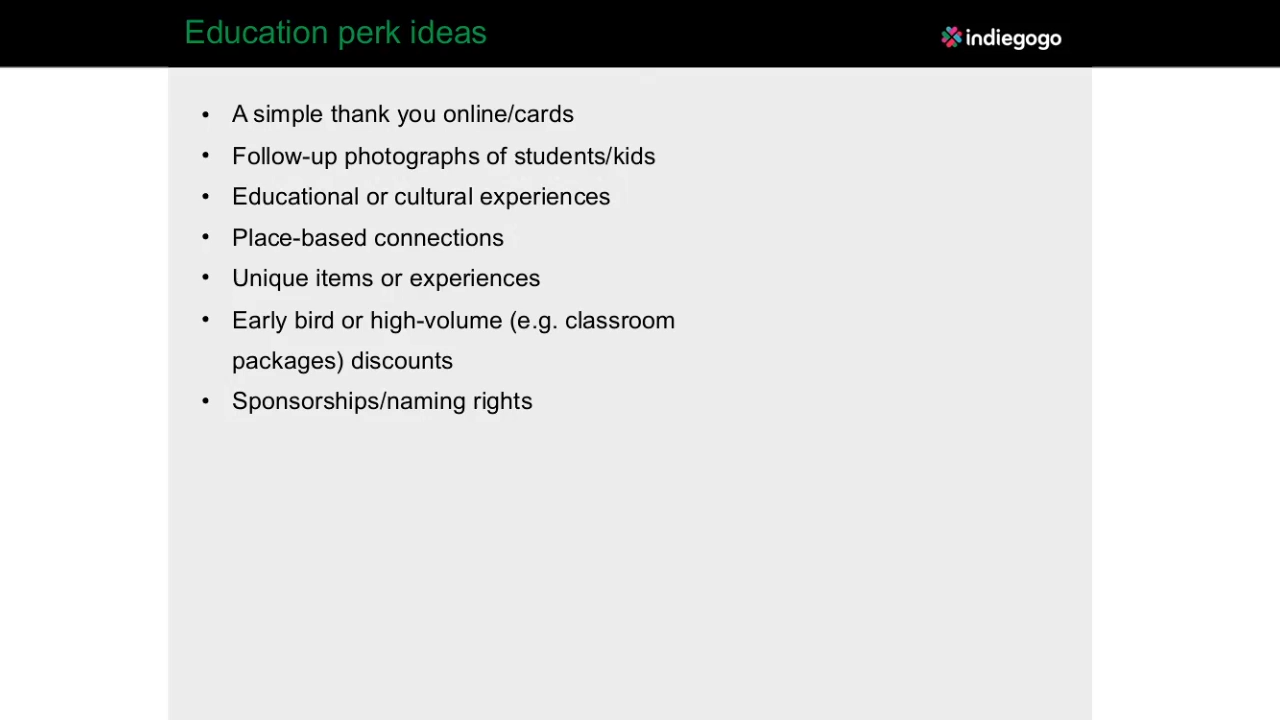 Education perk ideas
indiegogo
• A simple thank you online/cards
• Follow-up photographs of students/kids
• Educational or cultural experiences
• Place-based connections
• Unique items or experiences
• Early bird or high-volume (e.g. classroom
packages) discounts
• Sponsorships/naming rights